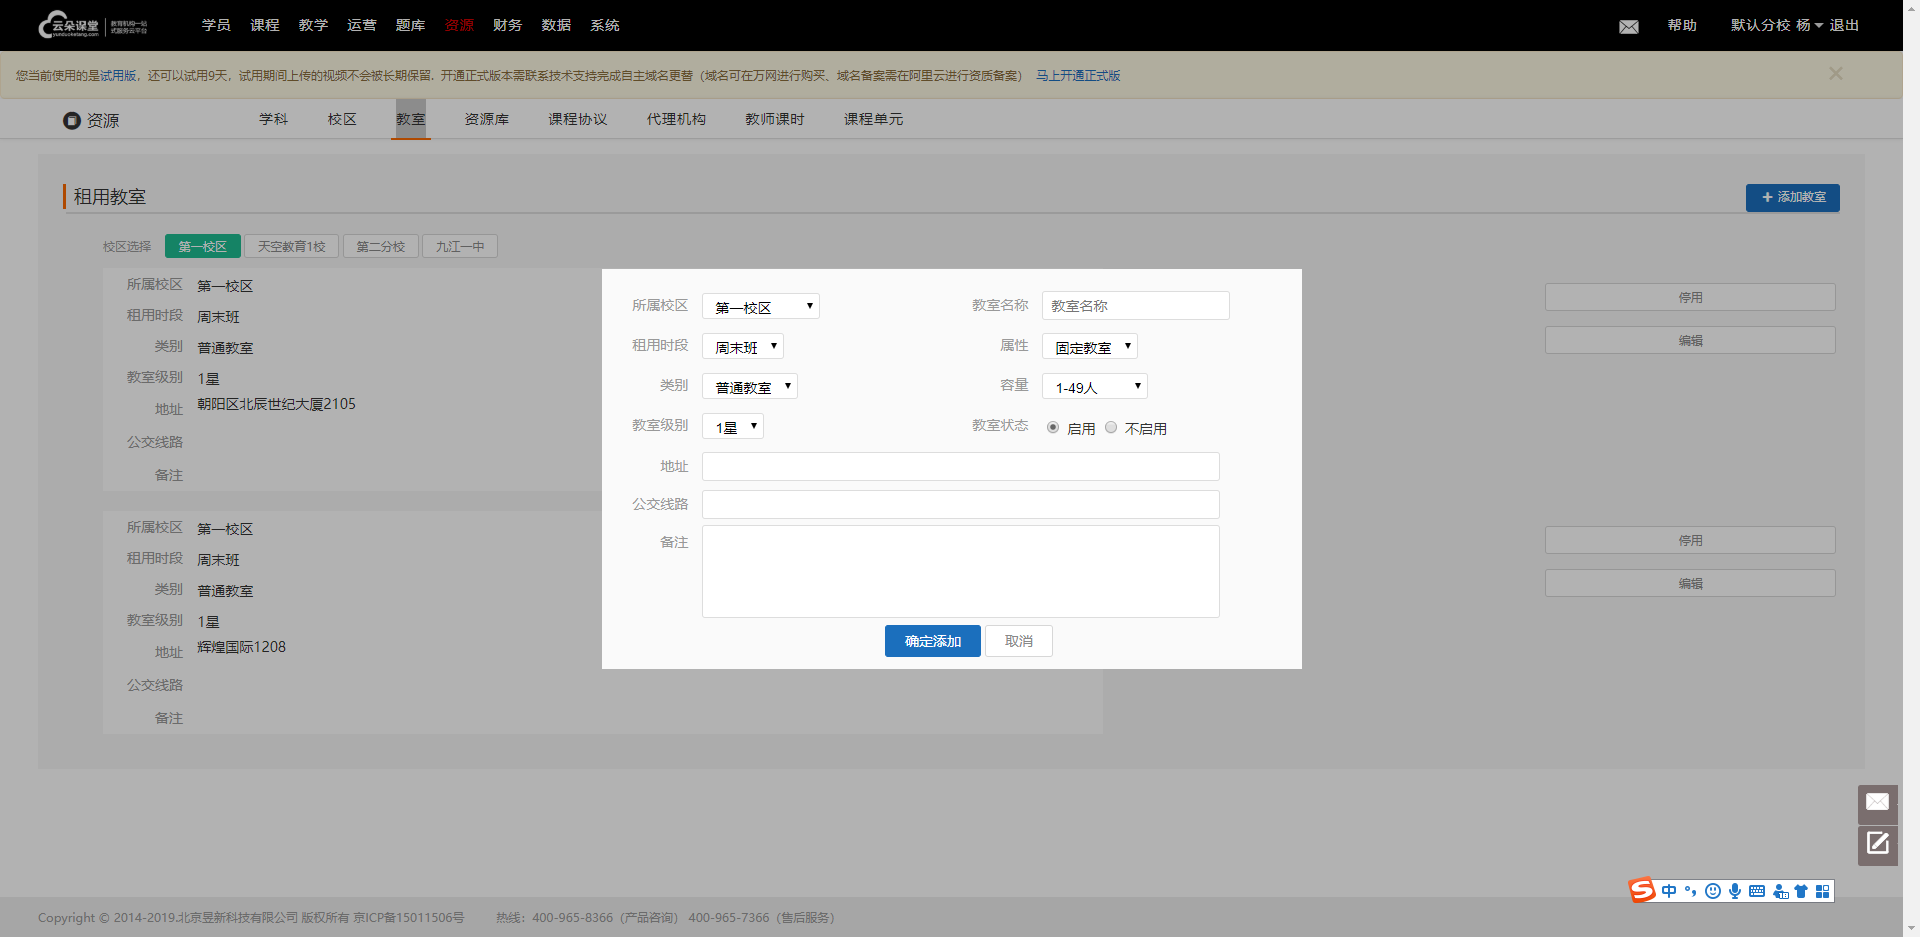 云朵课堂 教育机构一站式服务云平台
yunduoketang.com
学员 课程 教学 运营 题库 资源 财务 数据 系统 帮助 默认分校 杨 退出
您当前使用的是试用版，还可以试用9天，试用期间上传的视频不会被长期保留. 开通正式版本需联系技术支持完成自主域名更替（域名可在万网进行购买、域名备案需在阿里云进行资质备案） 马上开通正式版
资源 学科 校区 教室 资源库 课程协议 代理机构 教师课时 课程单元
租用教室
添加教室
校区选择 第一校区 天空教育1校 第二分校 九江一中
所属校区 第一校区
租用时段 周末班
类别 普通教室
教室级别 1星
地址 朝阳区北辰世纪大厦2105
公交线路
备注
停用
编辑
所属校区 第一校区
租用时段 周末班
类别 普通教室
教室级别 1星
地址 辉煌国际1208
公交线路
备注
停用
编辑
所属校区 第一校区 教室名称 教室名称
租用时段 周末班 属性 固定教室
类别 普通教室 容量 1-49人
教室级别 1星 教室状态 启用 不启用
地址
公交线路
备注
确定添加 取消
S 中
Copyright © 2014-2019.北京昱新科技有限公司 版权所有 京ICP备15011506号 热线：400-965-8366（产品咨询） 400-965-7366（售后服务）